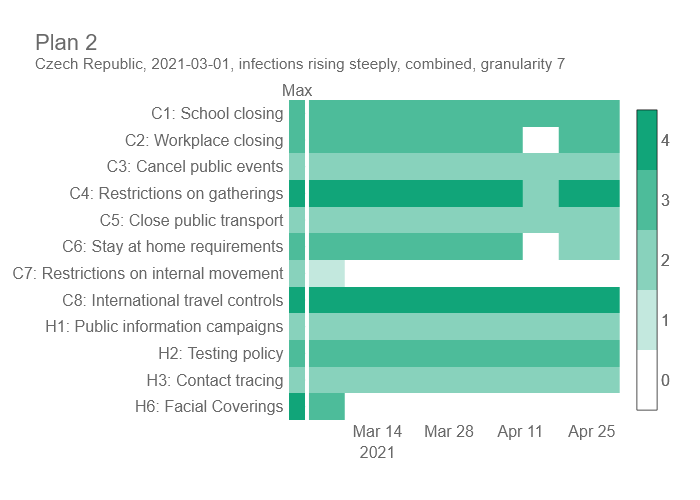 Plan 2
Czech Republic, 2021-03-01, infections rising steeply, combined, granularity 7
Max
C1: School closing
C2: Workplace closing
C3: Cancel public events
C4: Restrictions on gatherings
C5: Close public transport
C6: Stay at home requirements
C7: Restrictions on internal movement
C8: International travel controls
H1: Public information campaigns
H2: Testing policy
H3: Contact tracing
H6: Facial Coverings
Mar 14 Mar 28 Apr 11 Apr 25
2021
4
3
2
1
0